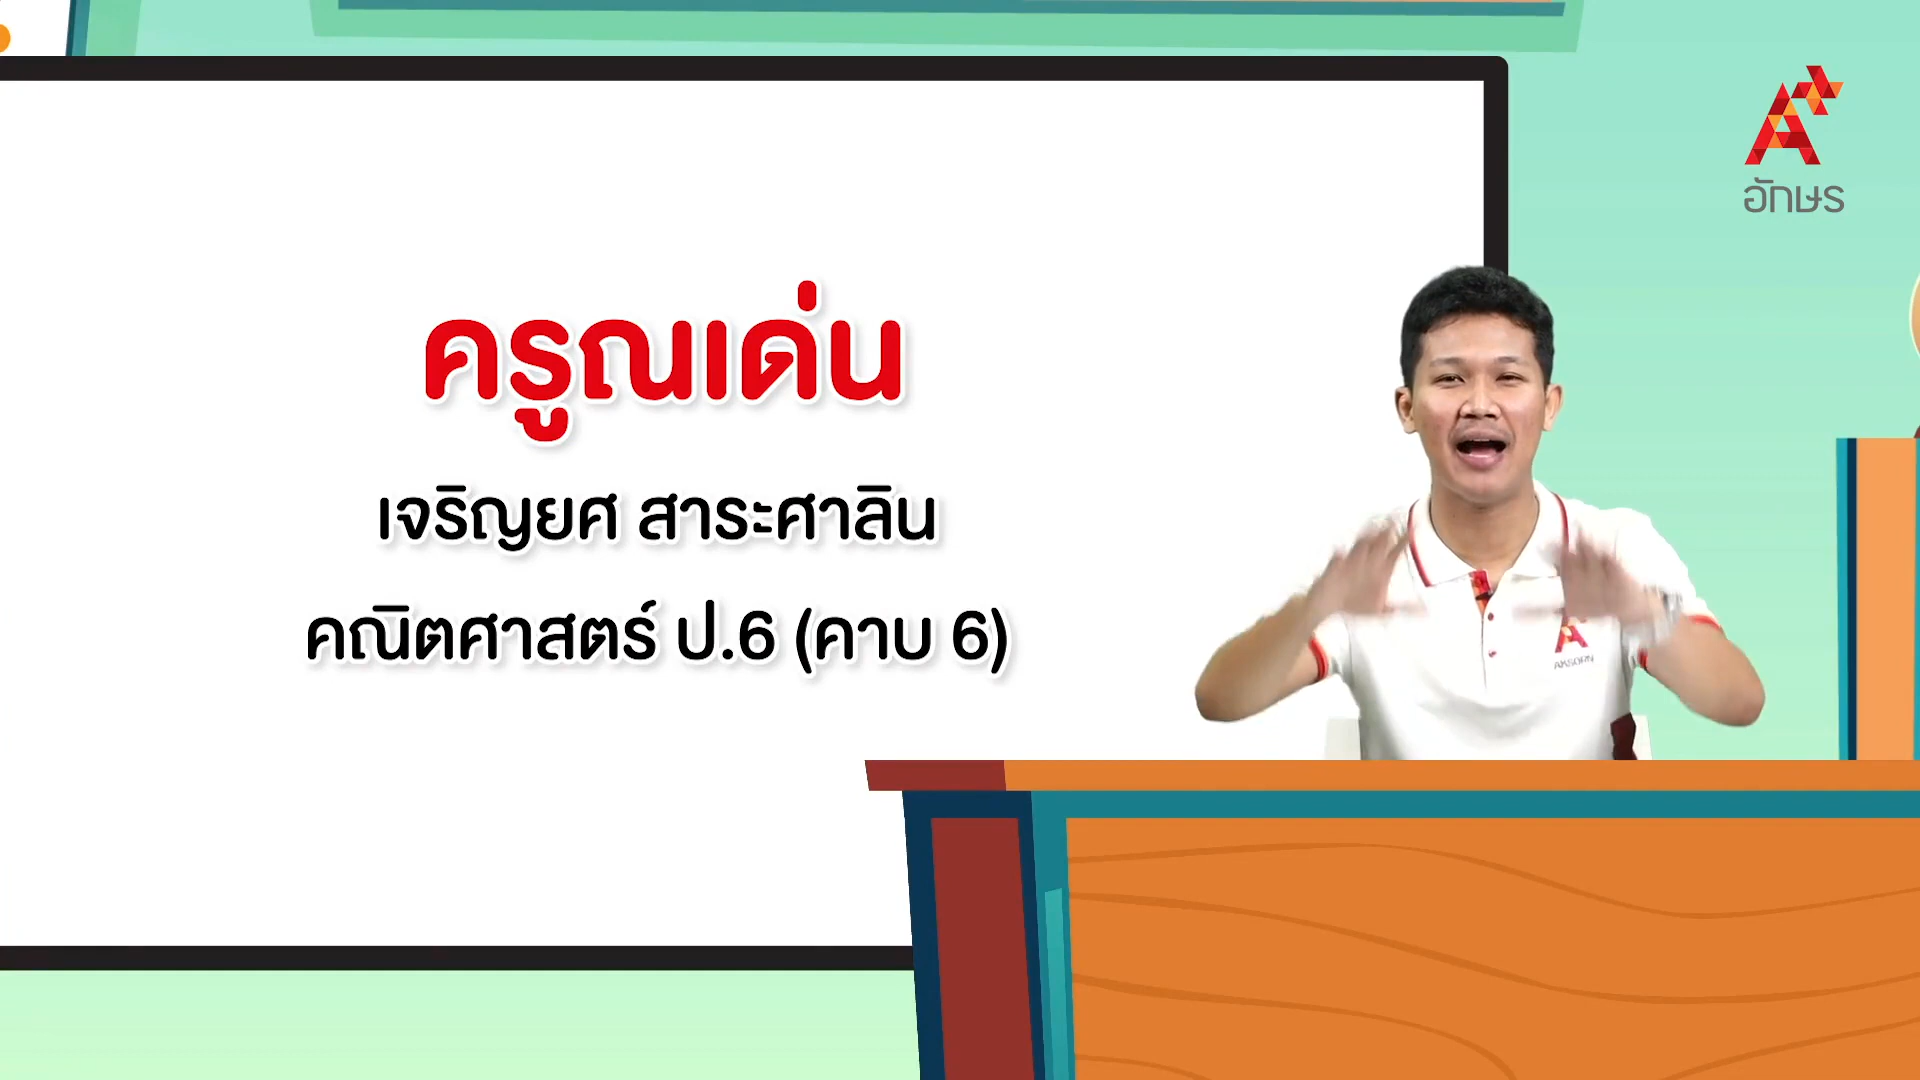 อักษร
ครูณเด่น
เจริญยศ สาระศาลิน
คณิตศาสตร์ ป.6 (คาบ 6)
AKSORN